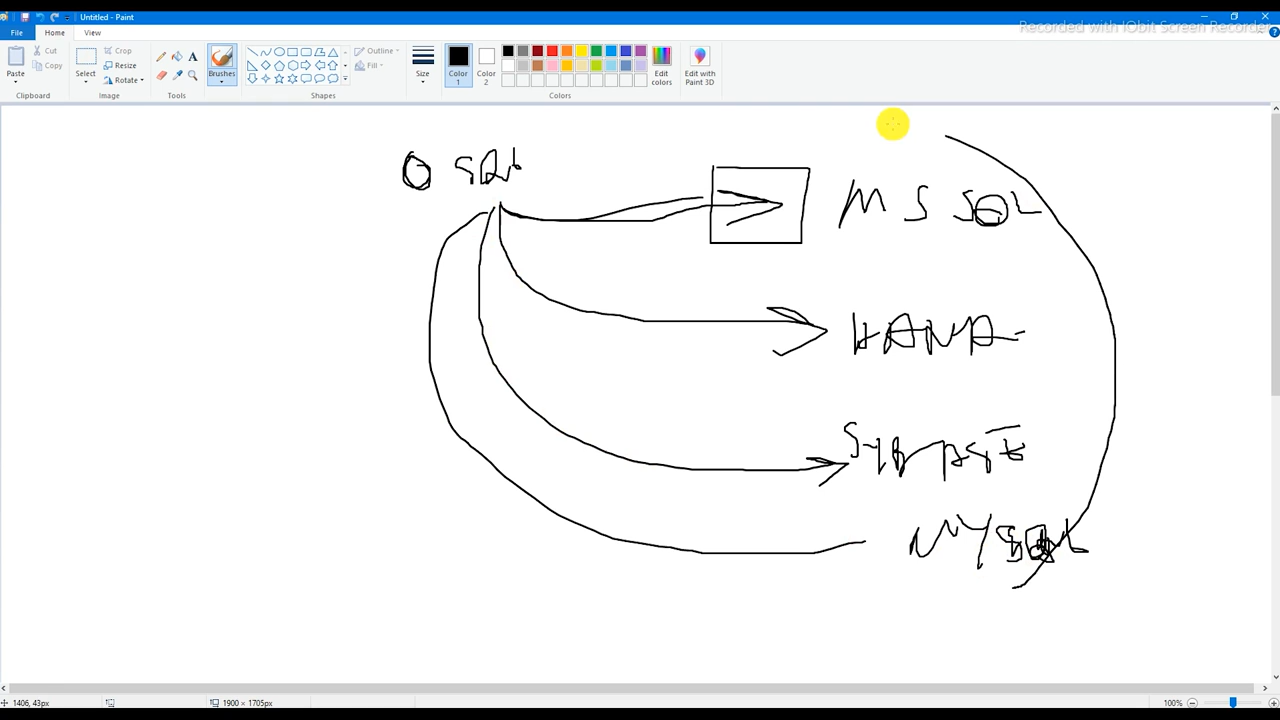 Untitled - Paint
Recorded with IObit Screen Recorder
File Home View
Paste
Cut
Copy
Clipboard
Select
Crop
Resize
Rotate
Image
Tools
Brushes
Outline
Fill
Shapes
Size
Color 1
Color 2
Edit colors
Colors
Edit with Paint 3D
MS SQL
HANA
SYBASE
MYSQL
1406, 43px
1900 × 1705px
100%